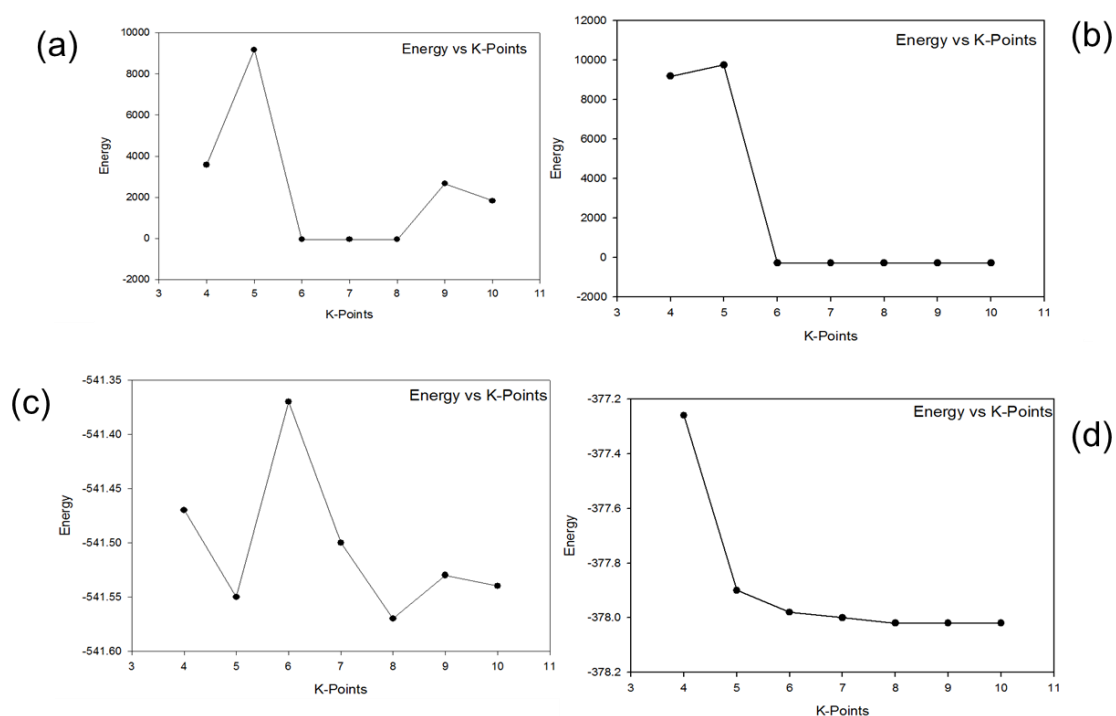 (a)
Energy vs K-Points
10000
8000
6000
4000
2000
0
-2000
Energy
3 4 5 6 7 8 9 10 11
K-Points
(b)
Energy vs K-Points
12000
10000
8000
6000
4000
2000
0
-2000
Energy
3 4 5 6 7 8 9 10 11
K-Points
(c)
Energy vs K-Points
-541.35
-541.40
-541.45
-541.50
-541.55
-541.60
Energy
3 4 5 6 7 8 9 10 11
K-Points
(d)
Energy vs K-Points
-377.2
-377.4
-377.6
-377.8
-378.0
-378.2
Energy
3 4 5 6 7 8 9 10 11
K-Points